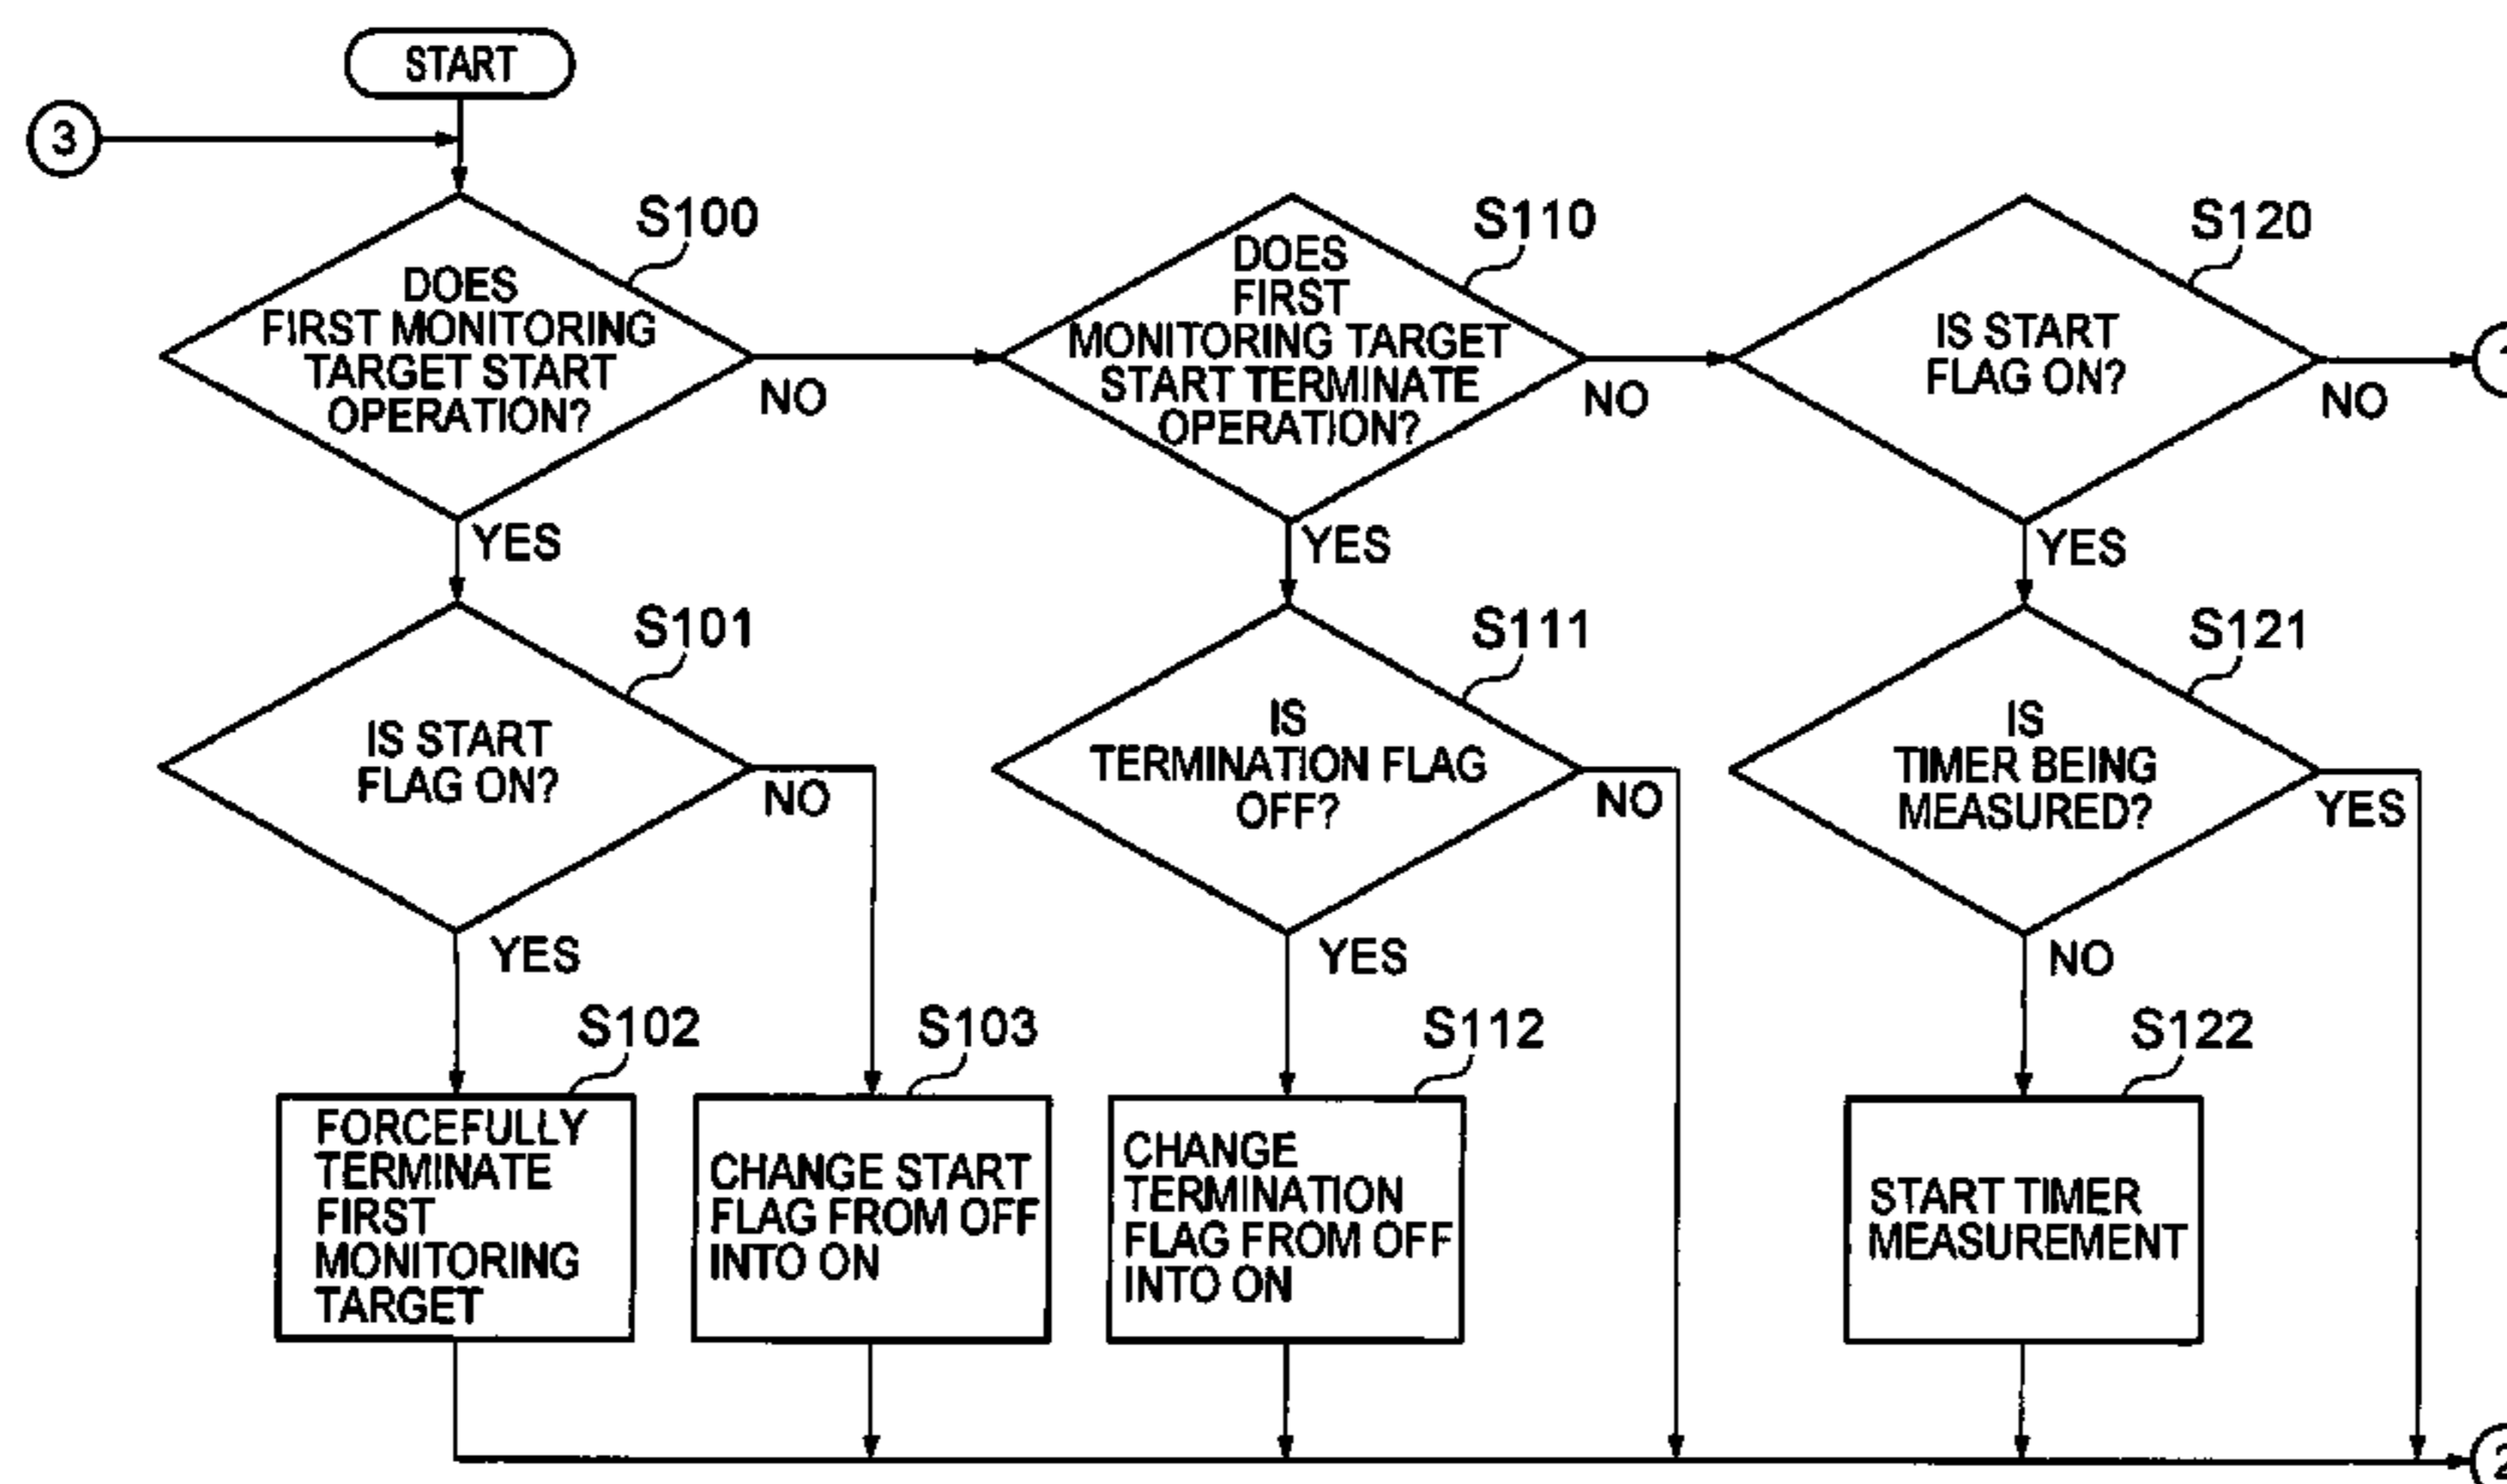 START
3
S100
DOES
FIRST MONITORING
TARGET START
OPERATION?
NO
YES
S110
DOES
FIRST
MONITORING TARGET
START TERMINATE
OPERATION?
NO
YES
S120
IS START
FLAG ON?
NO
YES
S101
IS START
FLAG ON?
NO
YES
S111
IS
TERMINATION FLAG
OFF?
NO
YES
S121
IS
TIMER BEING
MEASURED?
YES
NO
S102
FORCEFULLY
TERMINATE
FIRST
MONITORING
TARGET
S103
CHANGE START
FLAG FROM OFF
INTO ON
S112
CHANGE
TERMINATION
FLAG FROM OFF
INTO ON
S122
START TIMER
MEASUREMENT